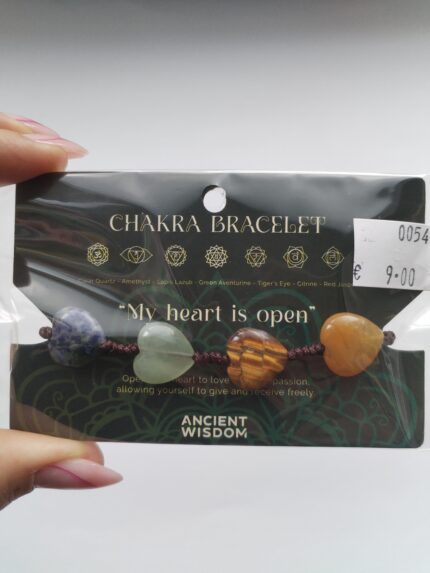 CHAKRA BRACELET
0054
€ 9.00
Quartz - Amethyst - Lapis Lazuli - Green Aventurine - Tiger's Eye - Citrine - Red
"My heart is open"
heart to love
allowing yourself to give and receive freely
ANCIENT
WISDOM